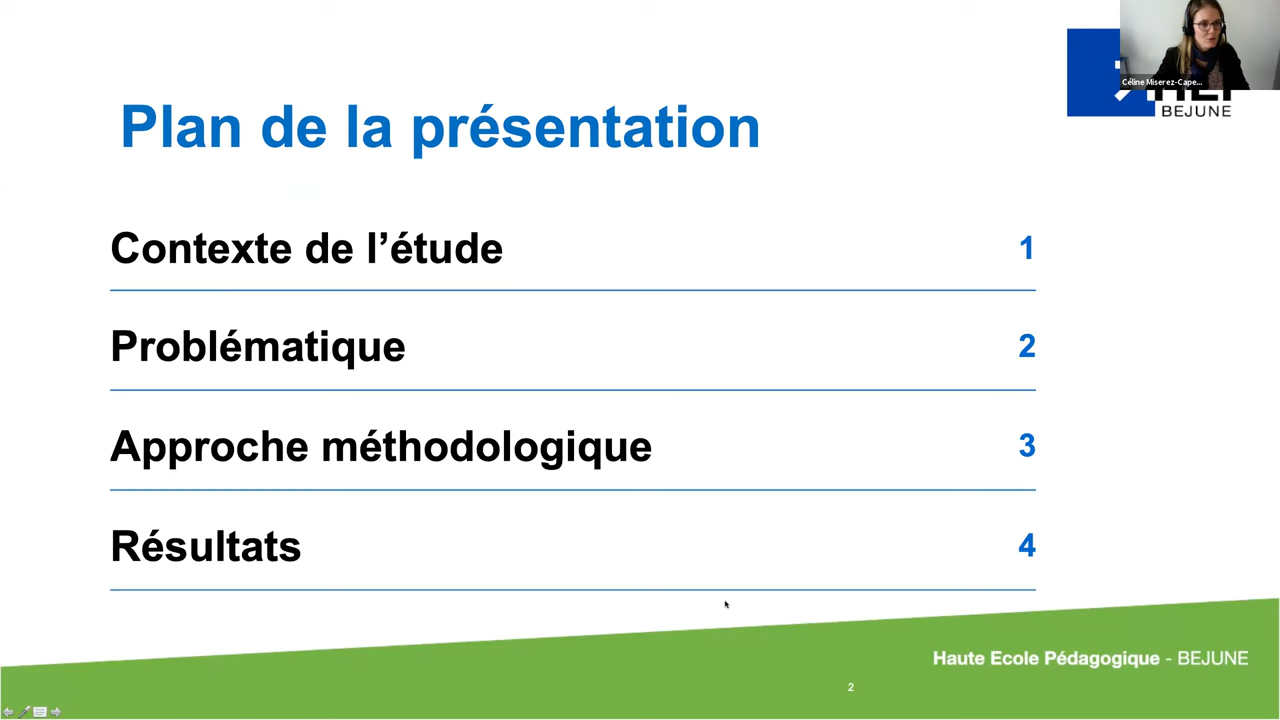 Céline Miserez-Cape...
BEJUNE
Plan de la présentation
Contexte de l’étude 1
Problématique 2
Approche méthodologique 3
Résultats 4
Haute Ecole Pédagogique - BEJUNE
2